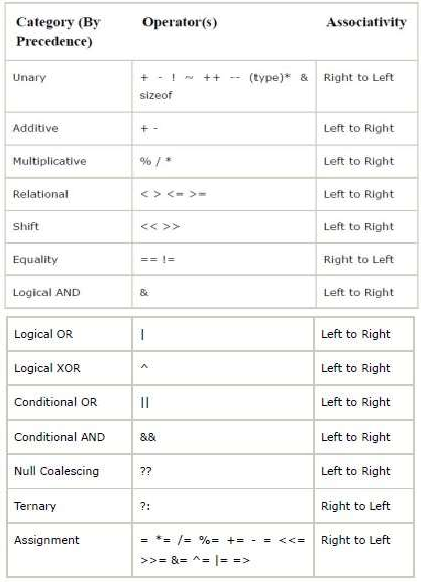 Category (By Operator(s) Associativity
Precedence)
Unary + - ! ~ ++ -- (type)* & Right to Left
sizeof
Additive + - Left to Right
Multiplicative % / * Left to Right
Relational < > <= >= Left to Right
Shift << >> Left to Right
Equality == != Right to Left
Logical AND & Left to Right
Logical OR | Left to Right
Logical XOR ^ Left to Right
Conditional OR || Left to Right
Conditional AND && Left to Right
Null Coalescing ?? Left to Right
Ternary ?: Right to Left
Assignment = *= /= %= += - = <<= Right to Left
>>= &= ^= |= =>